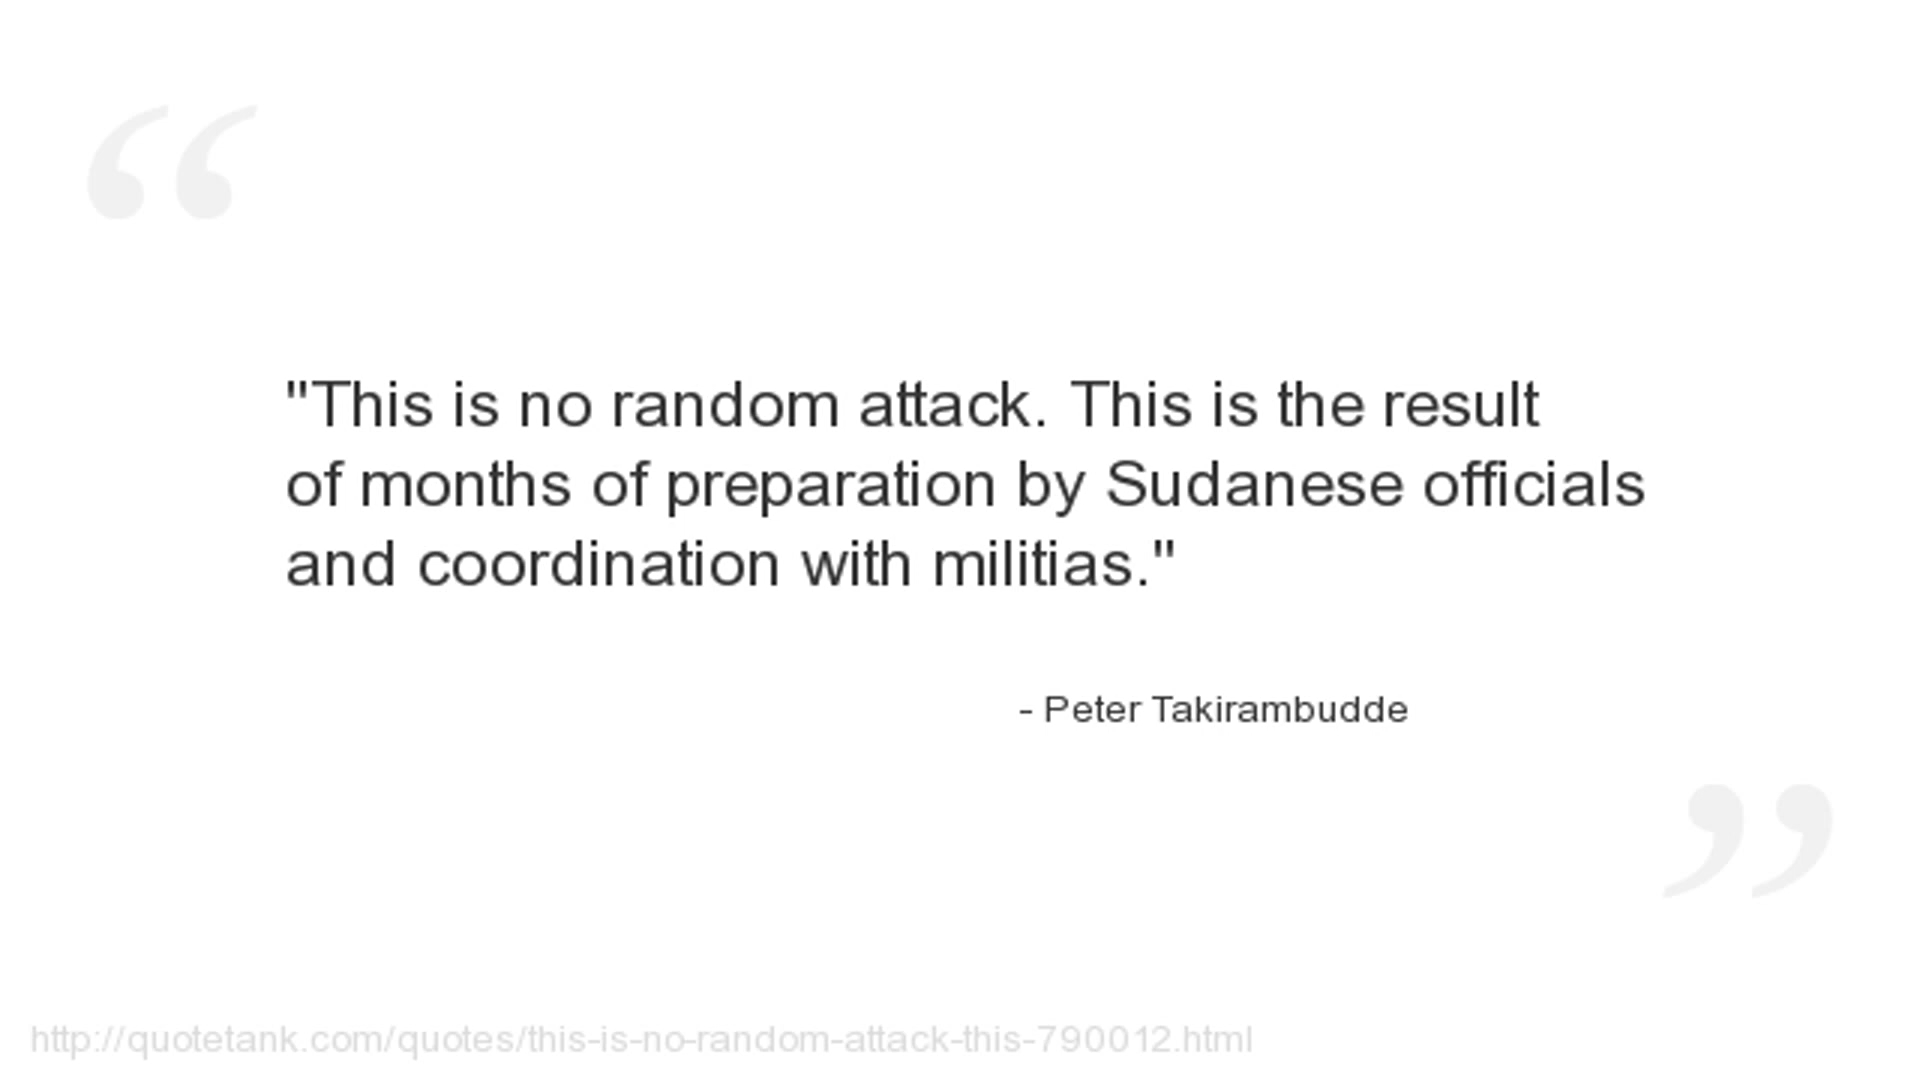 "This is no random attack. This is the result
of months of preparation by Sudanese officials
and coordination with militias."
- Peter Takirambudde
http://quotetank.com/quotes/this-is-no-random-attack-this-790012.html